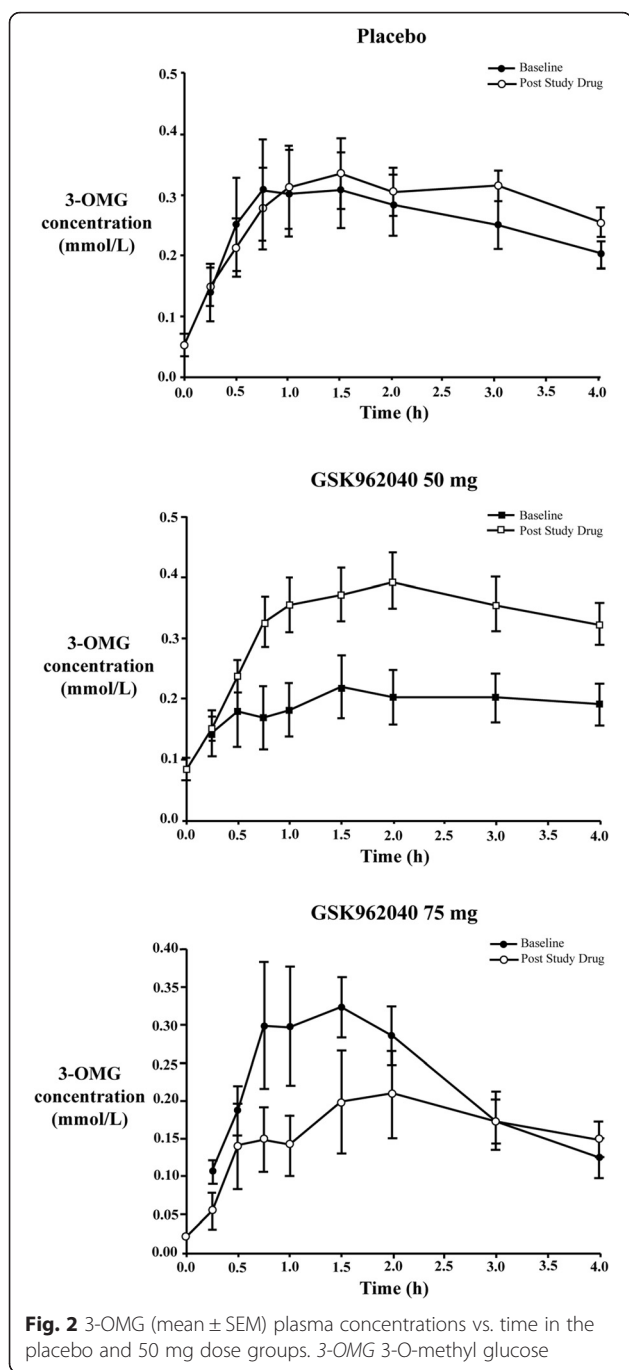 Placebo
Baseline
Post Study Drug
0.5
0.4
0.3
0.2
0.1
0.0
3-OMG
concentration
(mmol/L)
0.0 0.5 1.0 1.5 2.0 2.5 3.0 3.5 4.0
Time (h)
GSK962040 50 mg
Baseline
Post Study Drug
0.5
0.3
0.3
0.2
0.1
0.0
3-OMG
concentration
(mmol/L)
0.0 0.5 1.0 1.5 2.0 2.5 3.0 3.5 4.0
Time (h)
GSK962040 75 mg
Baseline
Post Study Drug
0.40
0.35
0.30
0.25
0.20
0.15
0.10
0.05
0.00
3-OMG
concentration
(mmol/L)
0.0 0.5 1.0 1.5 2.0 2.5 3.0 3.5 4.0
Time (h)
Fig. 2 3-OMG (mean ± SEM) plasma concentrations vs. time in the
placebo and 50 mg dose groups. 3-OMG 3-O-methyl glucose